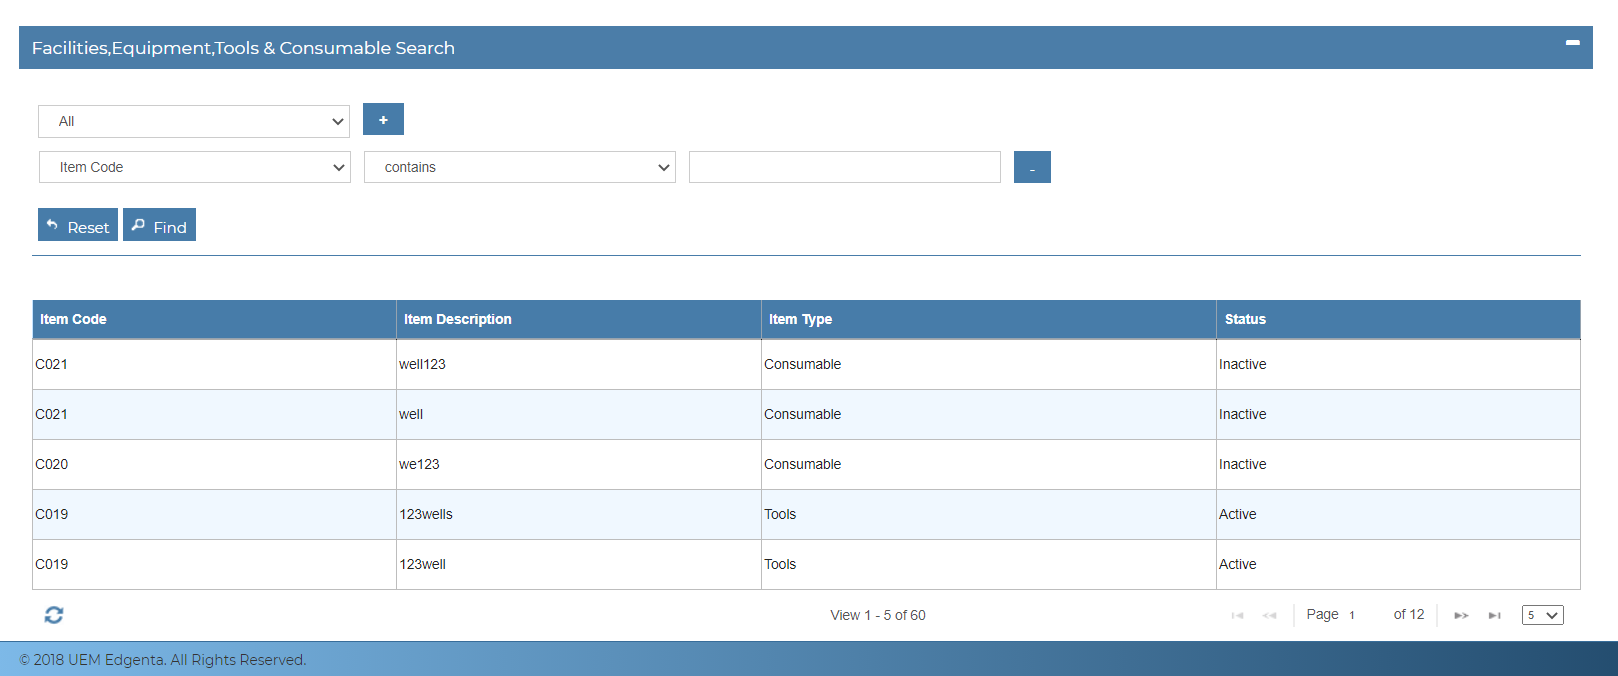 Facilities,Equipment,Tools & Consumable Search
All +
Item Code contains -
Reset Find
Item Code Item Description Item Type Status
C021 well123 Consumable Inactive
C021 well Consumable Inactive
C020 we123 Consumable Inactive
C019 123wells Tools Active
C019 123well Tools Active
View 1 - 5 of 60 Page 1 of 12 5
© 2018 UEM Edgenta. All Rights Reserved.